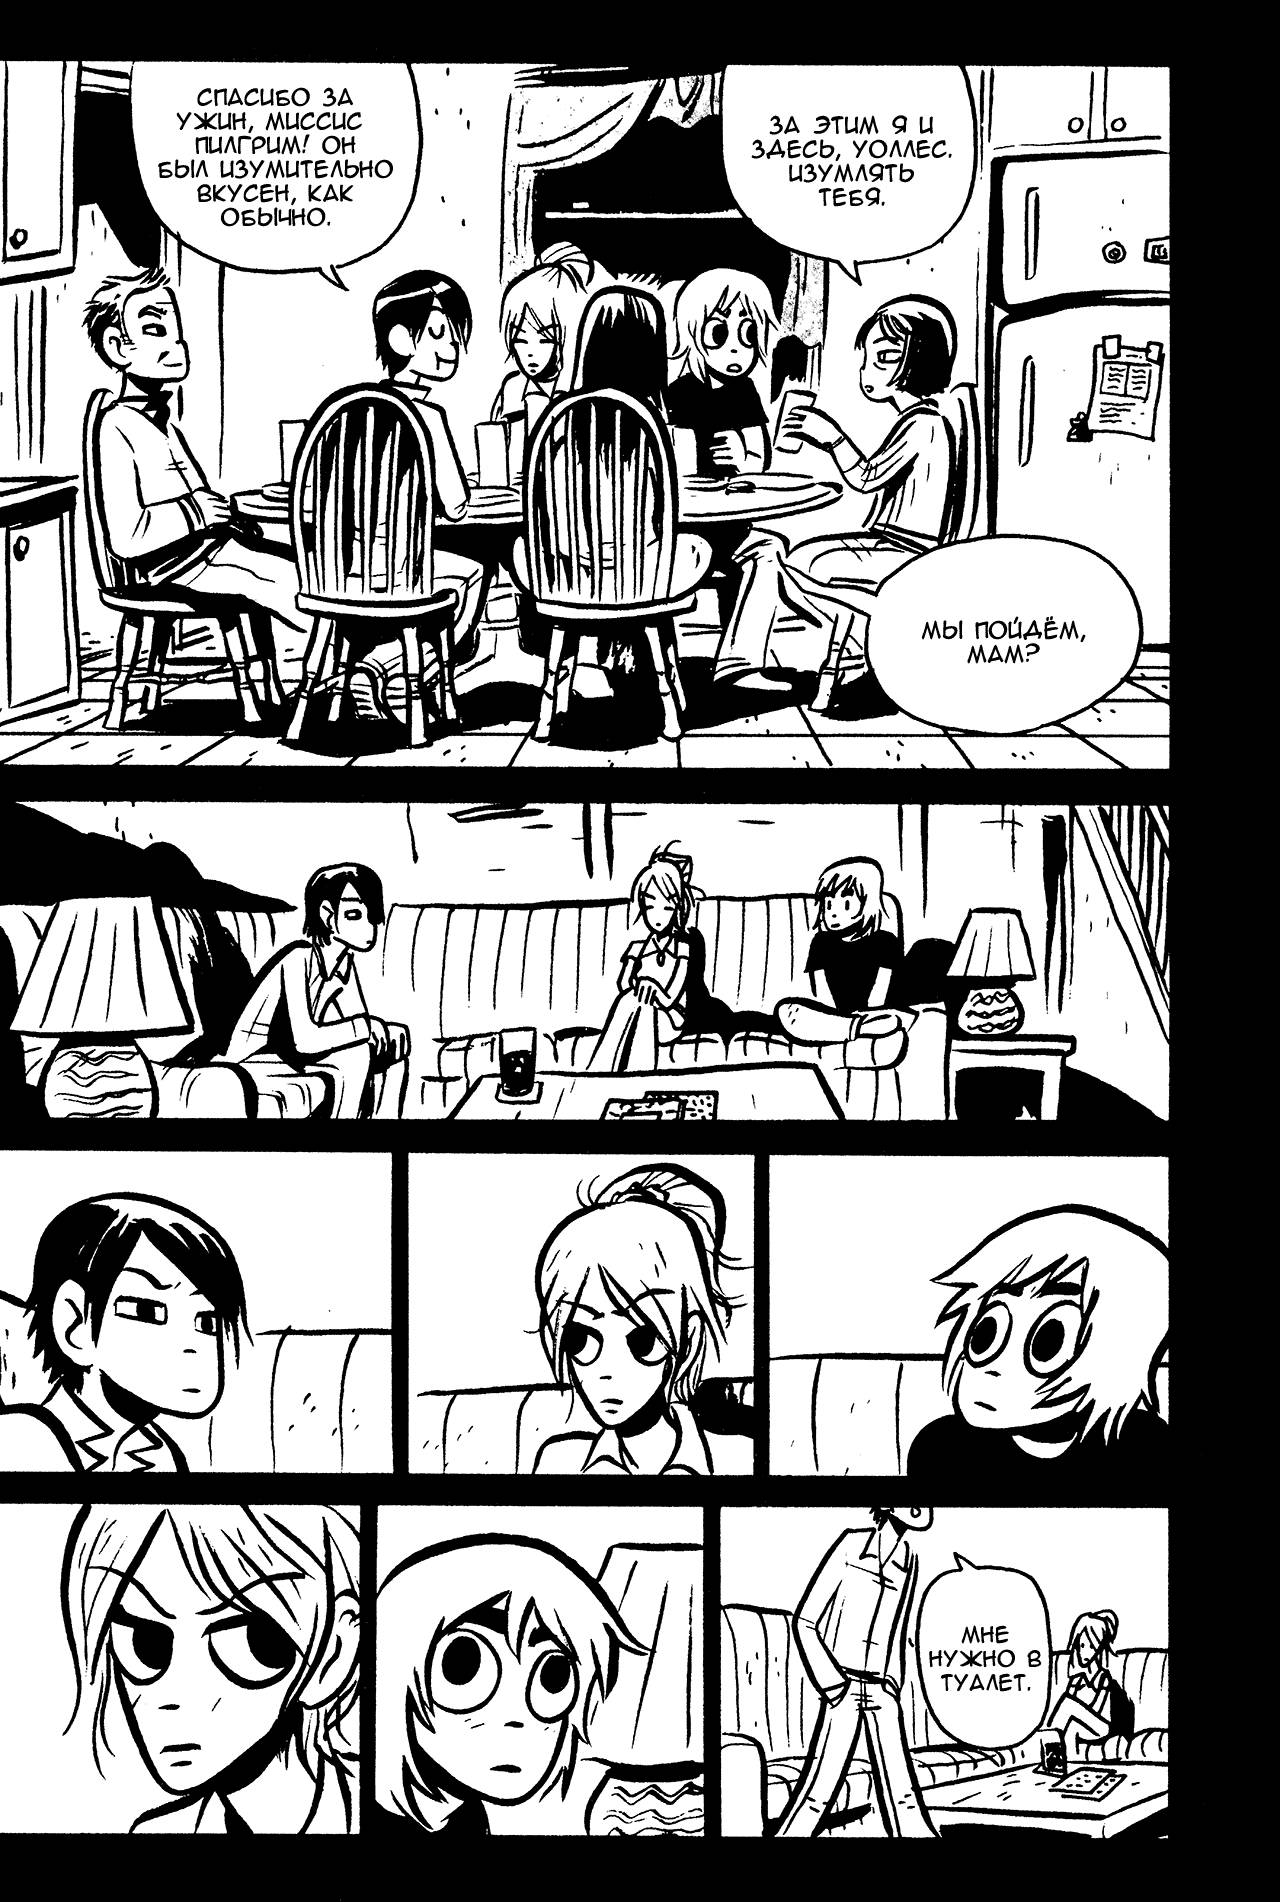 СПАСИБО ЗА
УЖИН, МИССИС
ПИЛГРИМ! ОН
БЫЛ ИЗУМИТЕЛЬНО
ВКУСЕН, КАК
ОБЫЧНО.
ЗА ЭТИМ Я И
ЗДЕСЬ, УОЛЛЕС.
ИЗУМЛЯТЬ
ТЕБЯ.
МЫ ПОЙДЁМ,
МАМ?
МНЕ
НУЖНО В
ТУАЛЕТ.